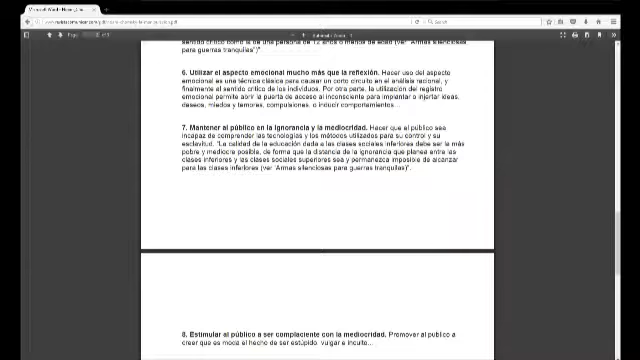 sentido crítico como la de una persona de 12 años o menos de edad (ver "Armas silenciosas
para guerras tranquilas)"
6. Utilizar el aspecto emocional mucho más que la reflexión. Hacer uso del aspecto
emocional es una técnica clásica para causar un corto circuito en el análisis racional, y
finalmente al sentido crítico de los individuos. Por otra parte, la utilización del registro
emocional permite abrir la puerta de acceso al inconsciente para implantar o injertar ideas,
deseos, miedos y temores, compulsiones, o inducir comportamientos...
7. Mantener al público en la ignorancia y la mediocridad. Hacer que el público sea
incapaz de comprender las tecnologías y los métodos utilizados para su control y su
esclavitud. "La calidad de la educación dada a las clases sociales inferiores debe ser la más
pobre y mediocre posible, de forma que la distancia de la ignorancia que planea entre las
clases inferiores y las clases sociales superiores sea y permanezca imposible de alcanzar
para las clases inferiores (ver 'Armas silenciosas para guerras tranquilas)".
8. Estimular al público a ser complaciente con la mediocridad. Promover al público a
creer que es moda el hecho de ser estúpido, vulgar e inculto...